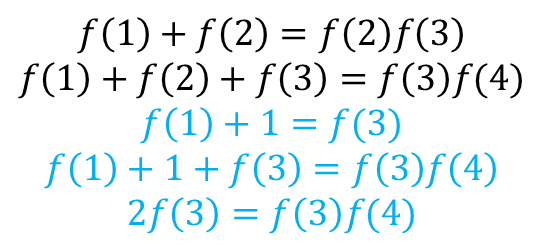 f(1) + f(2) = f(2)f(3)
f(1) + f(2) + f(3) = f(3)f(4)
f(1) + 1 = f(3)
f(1) + 1 + f(3) = f(3)f(4)
2f(3) = f(3)f(4)